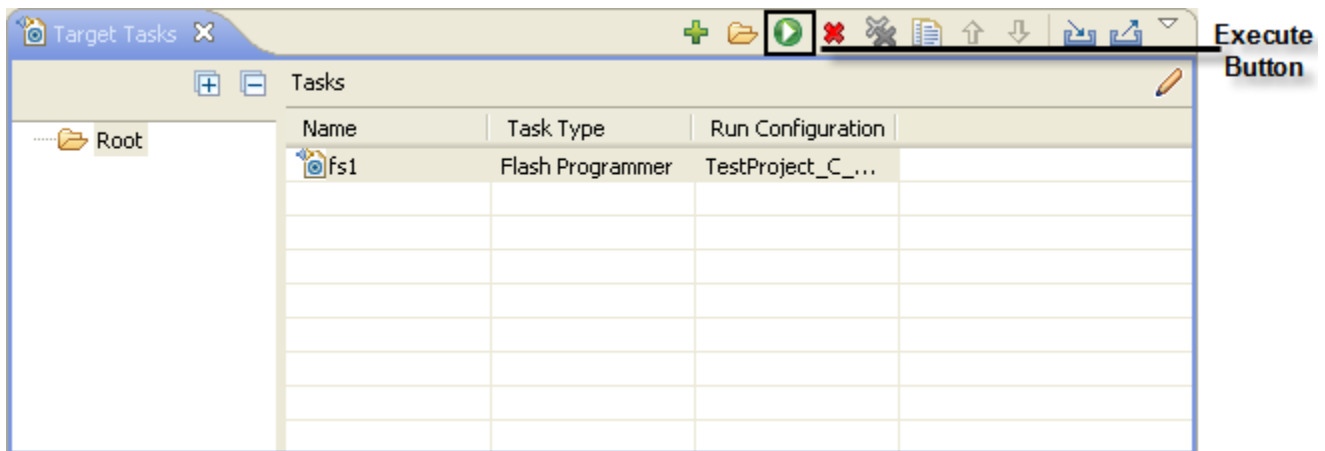 Target Tasks
Execute
Button
Tasks
Root
Name Task Type Run Configuration
fs1 Flash Programmer TestProject_C_...